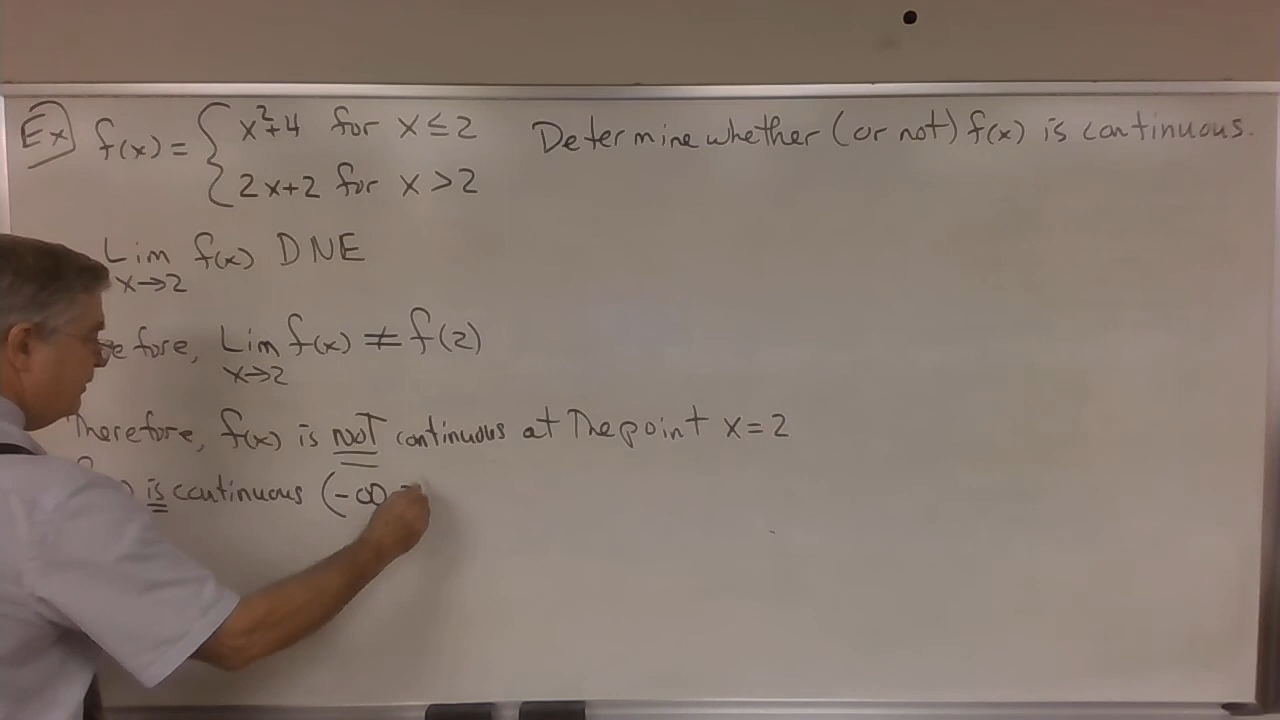 Ex f(x) = { x²+4 for x ≤ 2 Determine whether (or not) f(x) is continuous.
2x+2 for x > 2
Lim f(x) DNE
x→2
efore, Lim f(x) ≠ f(2)
x→2
Therefore, f(x) is not continuous at The point x = 2
is continuous (-∞